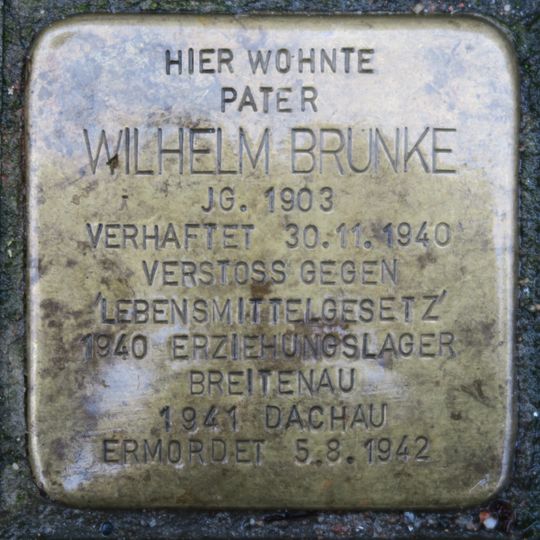 HIER WOHNTE
PATER
WILHELM BRUNKE
JG. 1903
VERHAFTET 30.11.1940
VERSTOSS GEGEN
'LEBENSMITTELGESETZ'
1940 ERZIEHUNGSLAGER
BREITENAU
1941 DACHAU
ERMORDET 5.8.1942